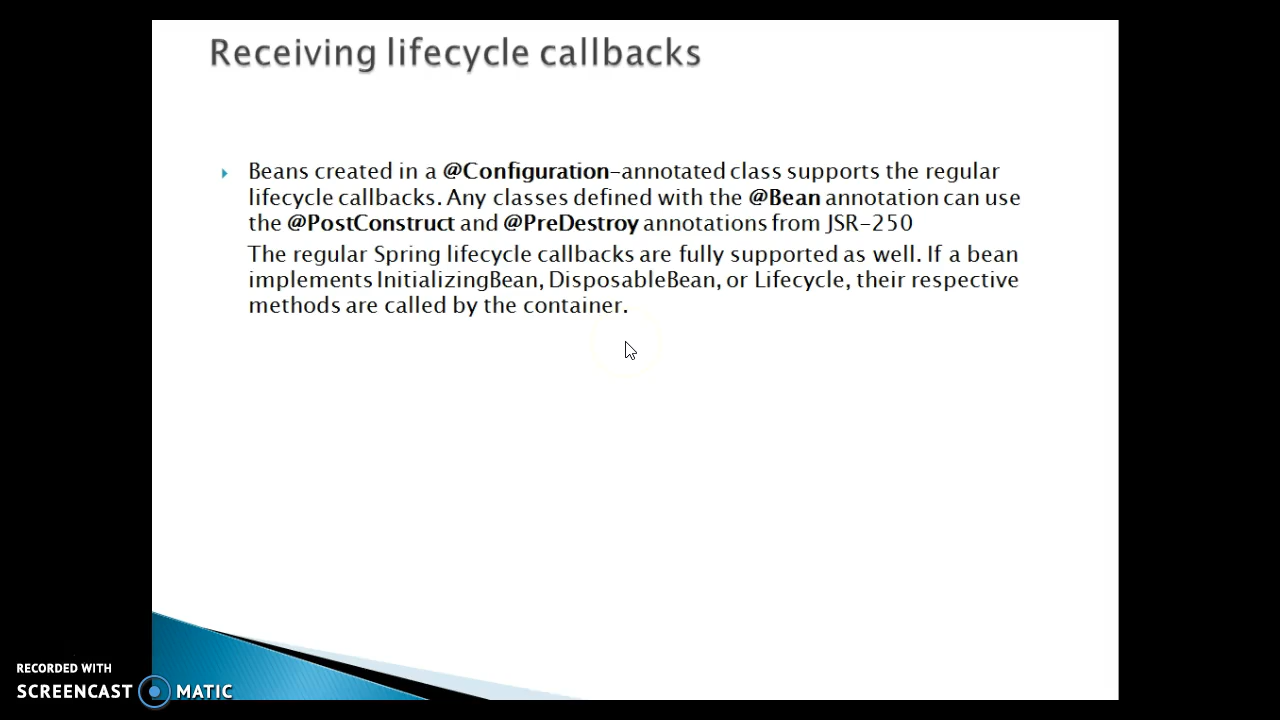 Receiving lifecycle callbacks
Beans created in a @Configuration-annotated class supports the regular
lifecycle callbacks. Any classes defined with the @Bean annotation can use
the @PostConstruct and @PreDestroy annotations from JSR-250
The regular Spring lifecycle callbacks are fully supported as well. If a bean
implements InitializingBean, DisposableBean, or Lifecycle, their respective
methods are called by the container.
RECORDED WITH
SCREENCAST MATIC